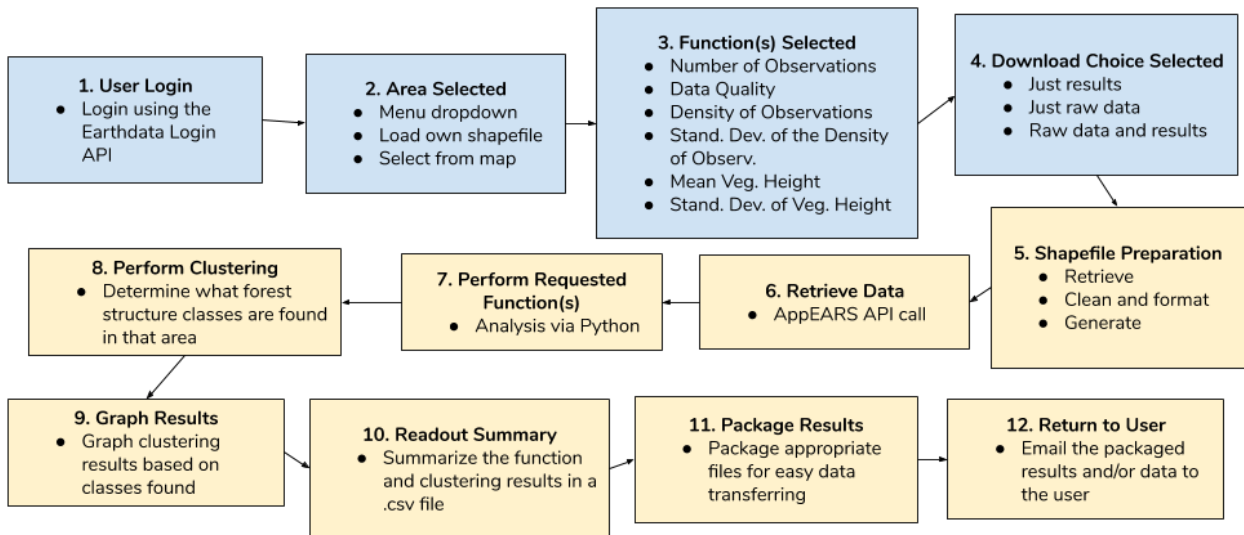 1. User Login
● Login using the
Earthdata Login
API
2. Area Selected
● Menu dropdown
● Load own shapefile
● Select from map
3. Function(s) Selected
● Number of Observations
● Data Quality
● Density of Observations
● Stand. Dev. of the Density
of Observ.
● Mean Veg. Height
● Stand. Dev. of Veg. Height
4. Download Choice Selected
● Just results
● Just raw data
● Raw data and results
5. Shapefile Preparation
● Retrieve
● Clean and format
● Generate
6. Retrieve Data
● AppEARS API call
7. Perform Requested
Function(s)
● Analysis via Python
8. Perform Clustering
● Determine what forest
structure classes are found
in that area
9. Graph Results
● Graph clustering
results based on
classes found
10. Readout Summary
● Summarize the function
and clustering results in a
.csv file
11. Package Results
● Package appropriate
files for easy data
transferring
12. Return to User
● Email the packaged
results and/or data to
the user